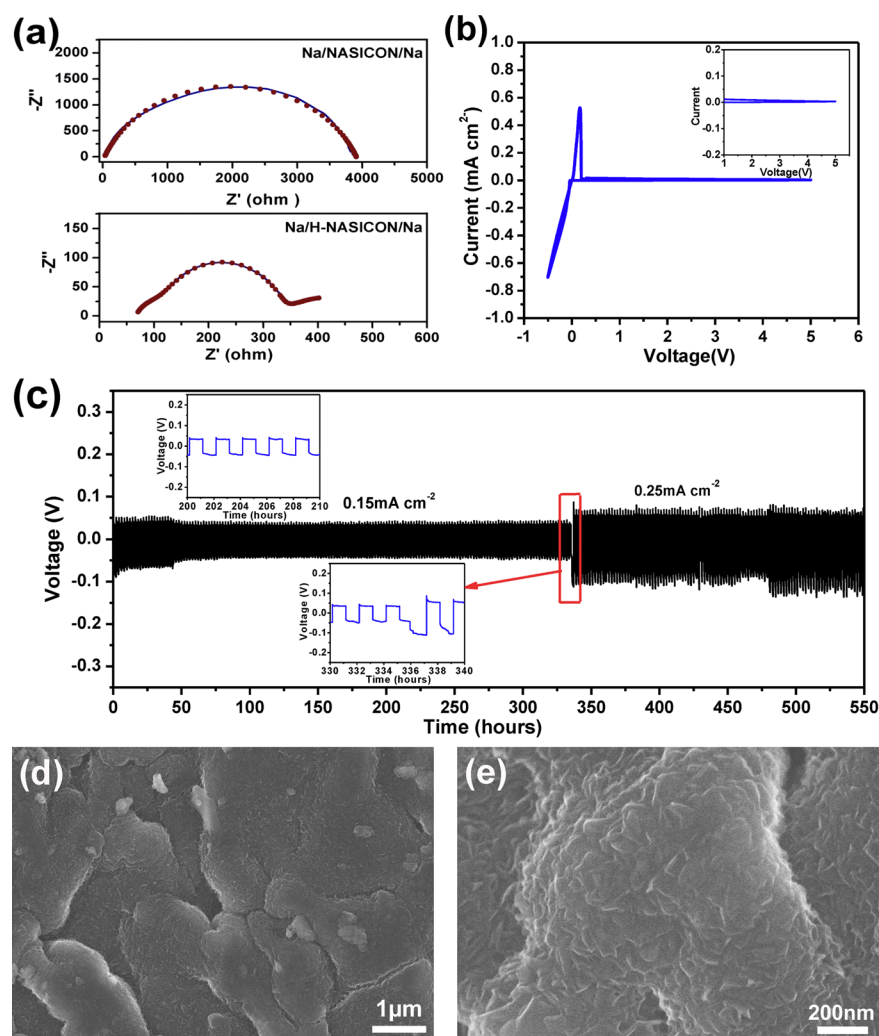 (a)
Na/NASICON/Na
-Z''
2000
1500
1000
500
0
0 1000 2000 3000 4000 5000
Z' (ohm )
Na/H-NASICON/Na
-Z''
150
100
50
0
0 100 200 300 400 500 600
Z' (ohm)
(b)
Current (mA cm²⁻)
1.0
0.8
0.6
0.4
0.2
0.0
-0.2
-0.4
-0.6
-0.8
-1.0
-1 0 1 2 3 4 5 6
Voltage(V)
Current
0.2
0.1
0.0
-0.1
-0.2
1 2 3 4 5
Voltage(V)
(c)
Voltage (V)
0.3
0.2
0.1
0.0
-0.1
-0.2
-0.3
0 50 100 150 200 250 300 350 400 450 500 550
Time (hours)
Voltage (V)
0.2
0.1
0.0
-0.1
-0.2
200 202 204 206 208 210
Time (hours)
0.15mA cm⁻²
0.25mA cm⁻²
Voltage (V)
0.2
0.1
0.0
-0.1
-0.2
330 332 334 336 338 340
Time (hours)
(d)
1μm
(e)
200nm